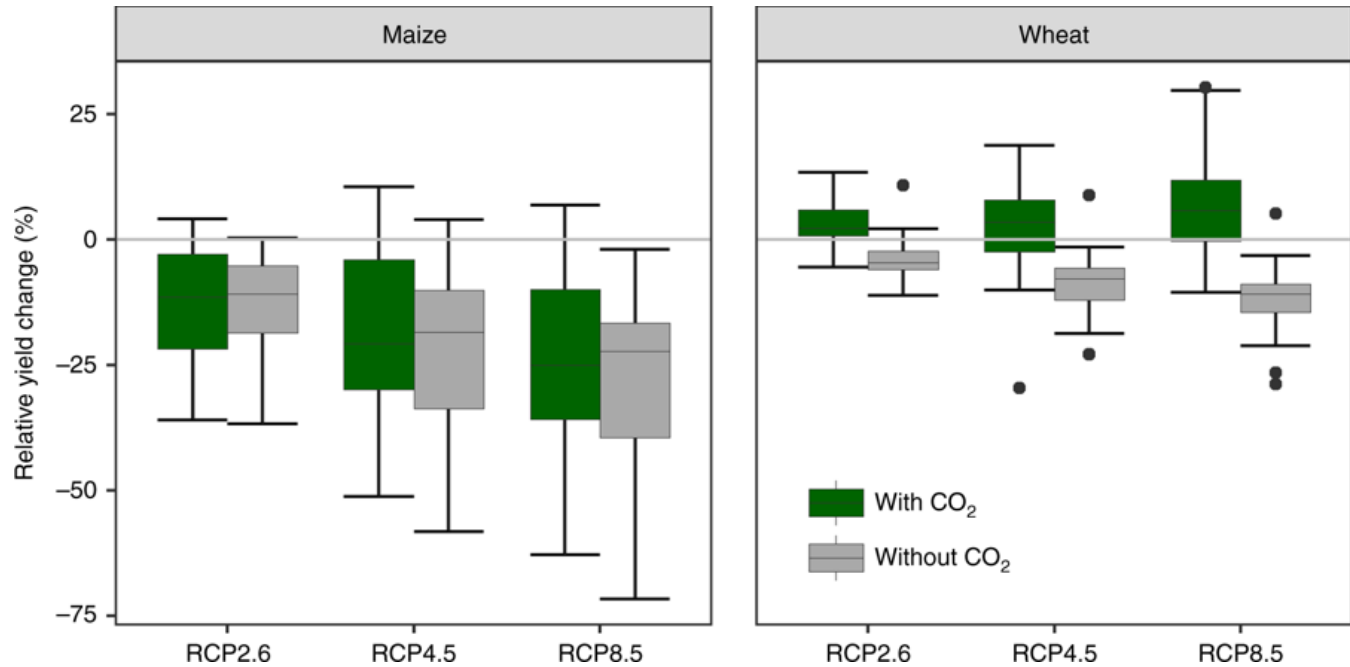 Maize
Wheat
Relative yield change (%)
25
0
−25
−50
−75
With CO₂
Without CO₂
RCP2.6
RCP4.5
RCP8.5
RCP2.6
RCP4.5
RCP8.5